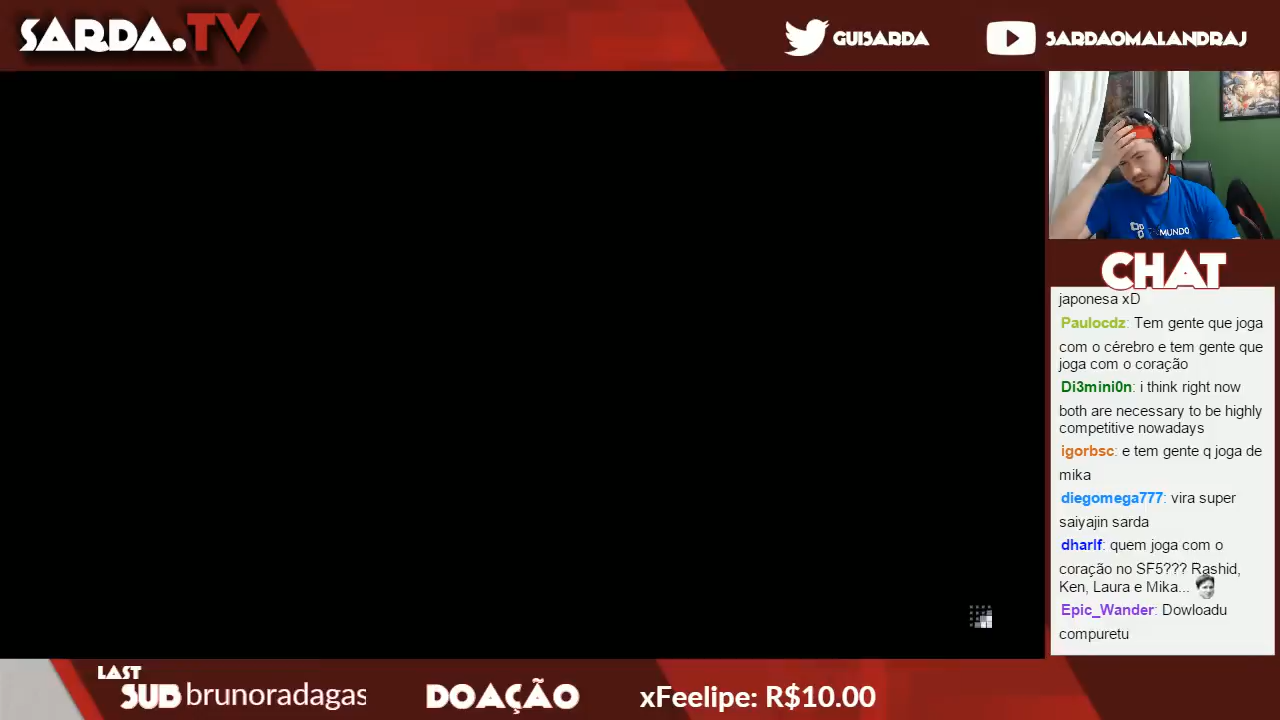 SARDA.TV
GUISARDA
SARDAOMALANDRAJ
MUNDO
CHAT
japonesa xD
Paulocdz: Tem gente que joga
com o cérebro e tem gente que
joga com o coração
Di3mini0n: i think right now
both are necessary to be highly
competitive nowadays
igorbsc: e tem gente q joga de
mika
diegomega777: vira super
saiyajin sarda
dharlf: quem joga com o
coração no SF5??? Rashid,
Ken, Laura e Mika...
Epic_Wander: Dowloadu
compuretu
LAST
SUB brunoradagas
DOAÇÃO
xFeelipe: R$10.00